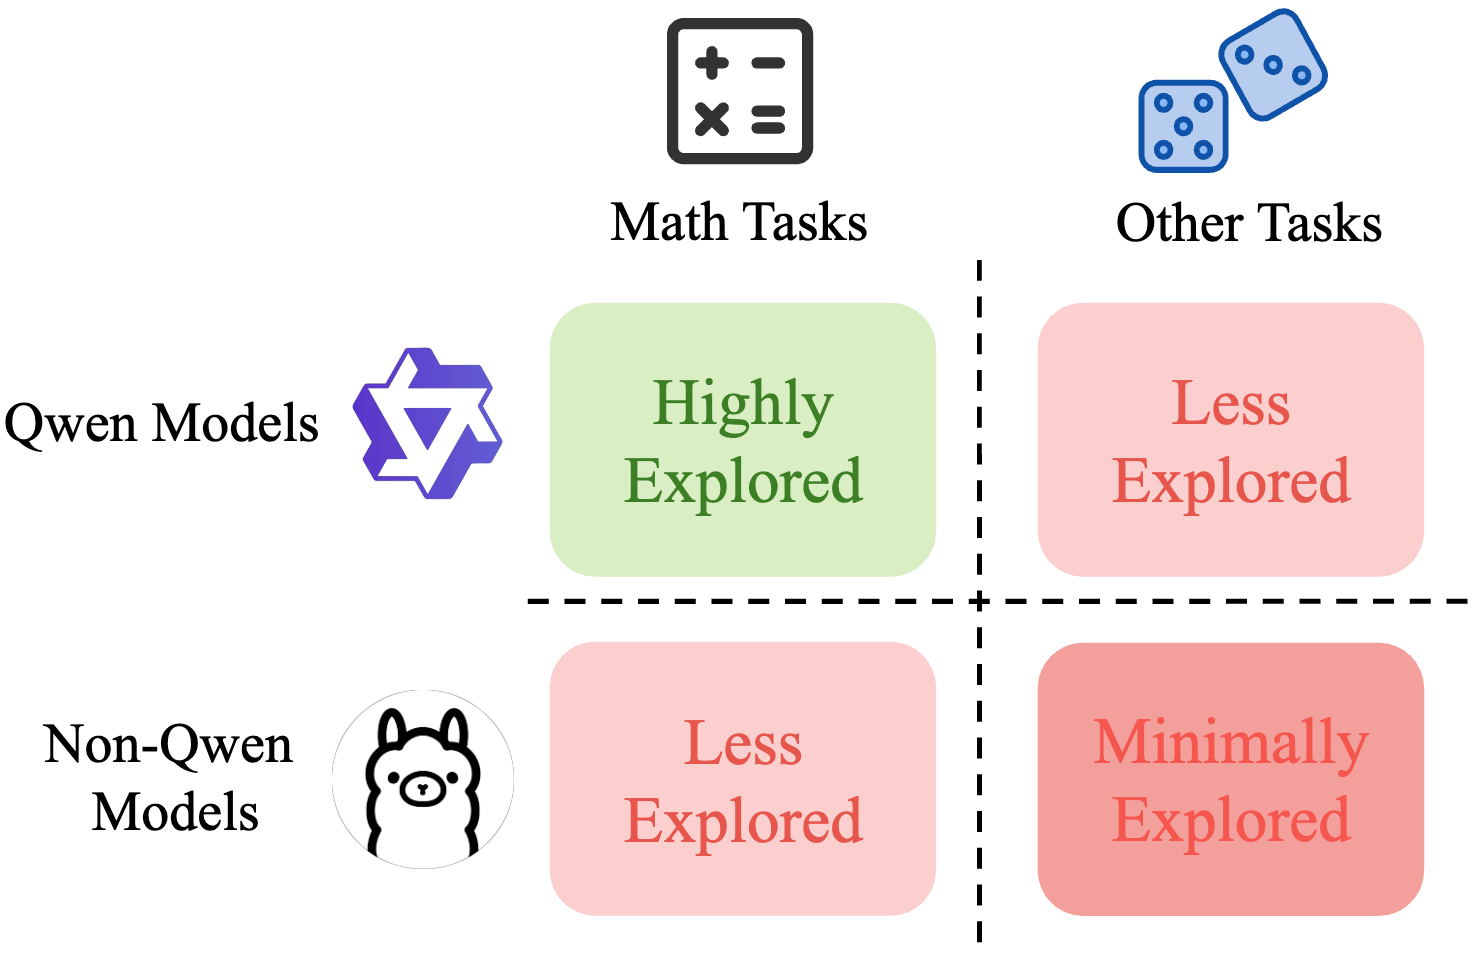 Math Tasks
Other Tasks
Qwen Models
Highly
Explored
Less
Explored
Non-Qwen
Models
Less
Explored
Minimally
Explored